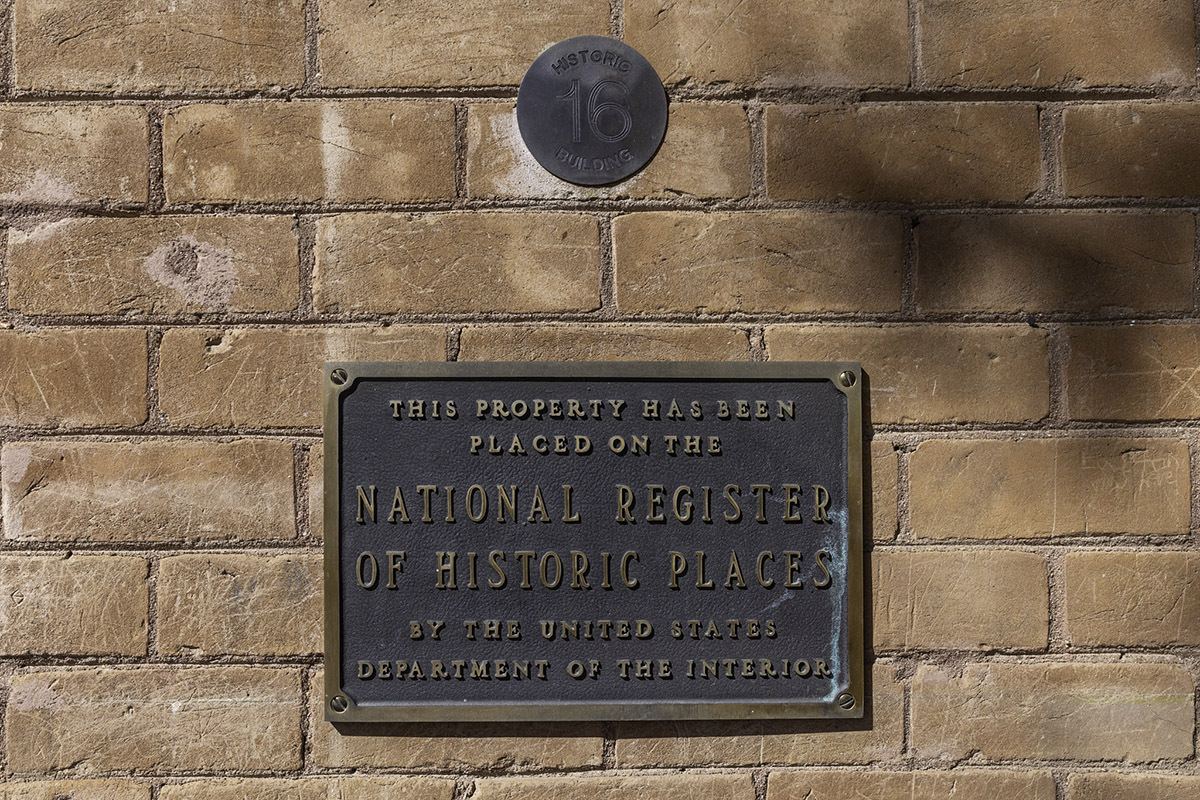 HISTORIC
16
BUILDING
THIS PROPERTY HAS BEEN
PLACED ON THE
NATIONAL REGISTER
OF HISTORIC PLACES
BY THE UNITED STATES
DEPARTMENT OF THE INTERIOR